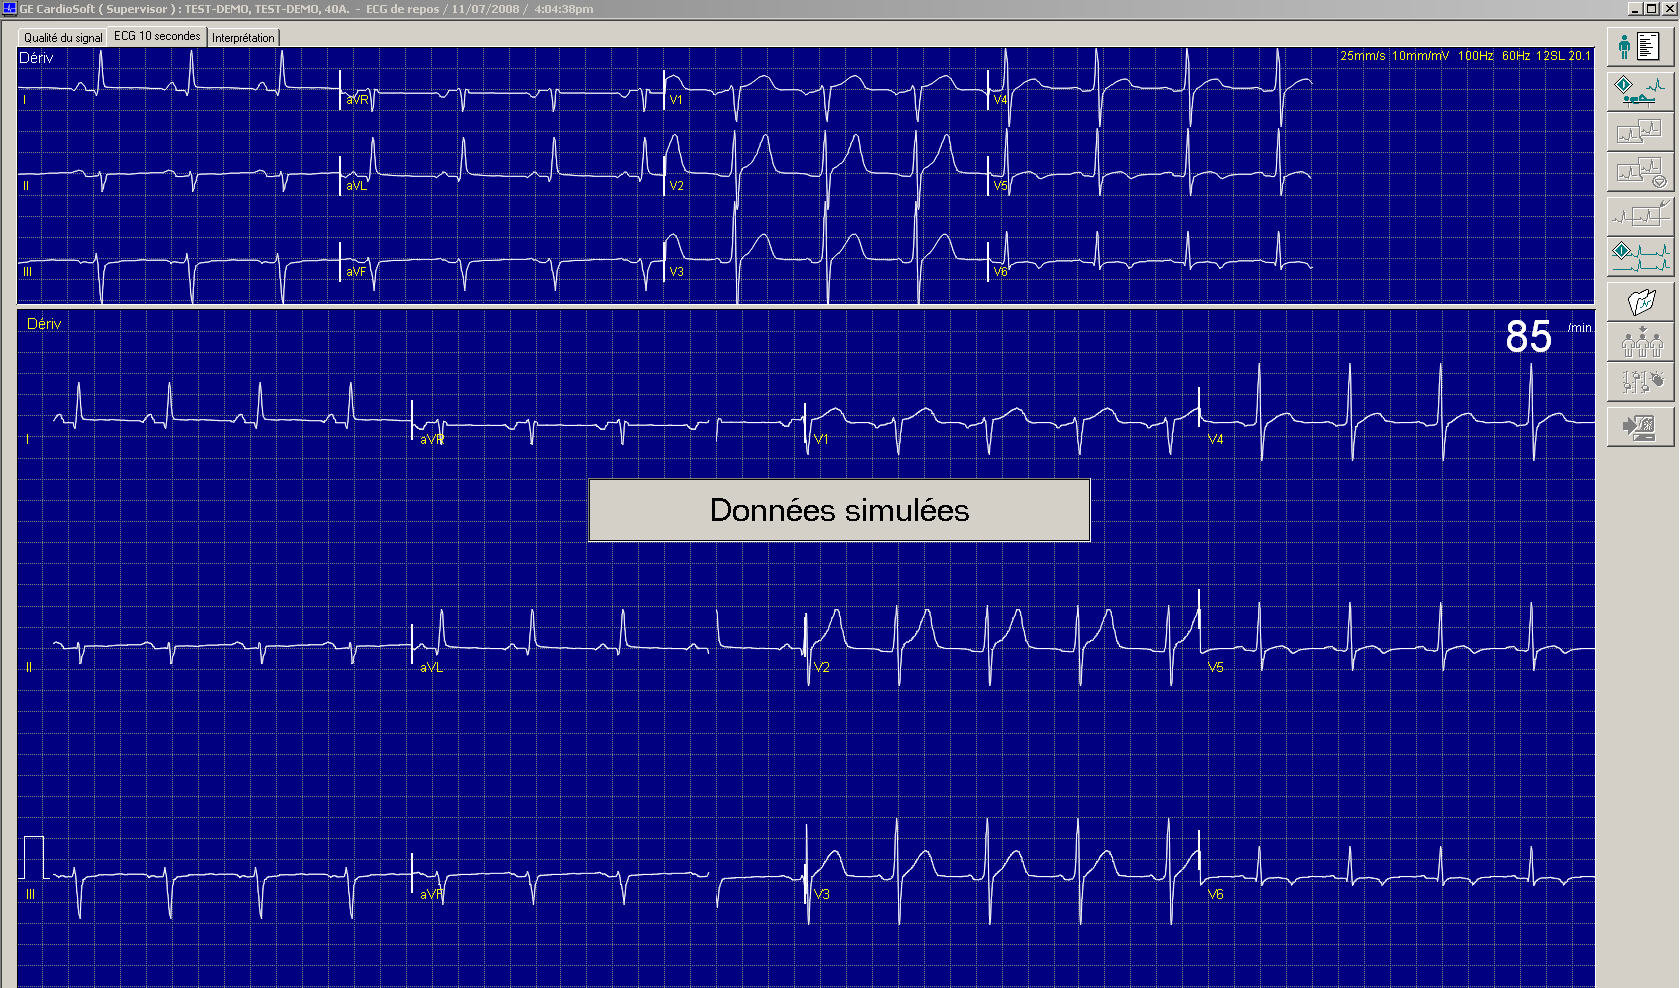 GE CardioSoft ( Supervisor ) : TEST-DEMO, TEST-DEMO, 40A. - ECG de repos / 11/07/2008 / 4:04:38pm
Qualité du signal ECG 10 secondes Interprétation
Dériv 25mm/s 10mm/mV 100Hz 60Hz 12SL 20.1
I aVR V1 V4
II aVL V2 V5
III aVF V3 V6
Dériv 85 /min
I aVR V1 V4
Données simulées
II aVL V2 V5
III aVF V3 V6